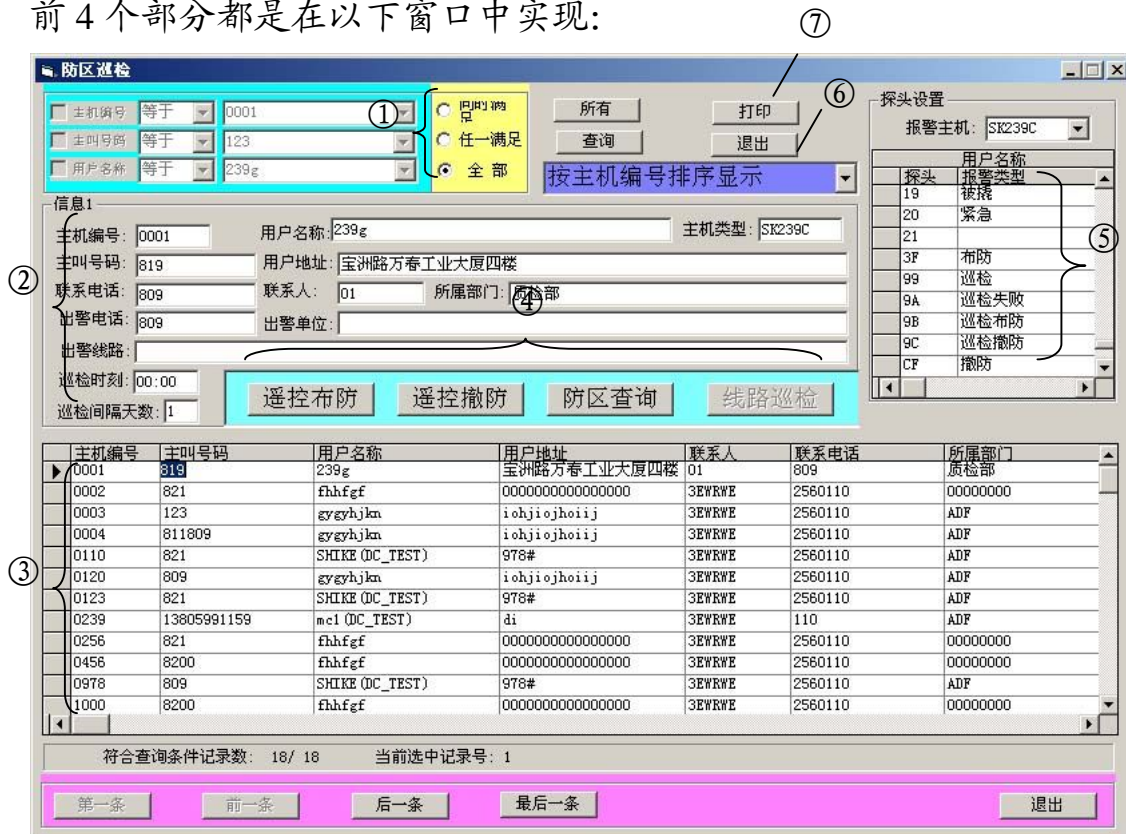 前 4 个部分都是在以下窗口中实现：
⑦
防区巡检
主机编号 等于 0001
① 同时满足
所有
打印
⑥
探头设置
主叫号码 等于 123
任一满足
查询
退出
报警主机: SK239C
用户名称 等于 239g
全 部
按主机编号排序显示
用户名称
探头 报警类型
19 被撬
20 紧急
21
3F 布防
99 巡检
9A 巡检失败
9B 巡检布防
9C 巡检撤防
CF 撤防
⑤
信息1
主机编号: 0001 用户名称: 239g 主机类型: SK239C
主叫号码: 819 用户地址: 宝洲路万春工业大厦四楼
②
联系电话: 809 联系人: 01 所属部门: 质检部
④
出警电话: 809 出警单位:
出警线路:
巡检时刻: 00:00
巡检间隔天数: 1
遥控布防 遥控撤防 防区查询 线路巡检
主机编号 主叫号码 用户名称 用户地址 联系人 联系电话 所属部门
0001 819 239g 宝洲路万春工业大厦四楼 01 809 质检部
0002 821 fhhfgf 0000000000000000 3EWRWE 2560110 00000000
0003 123 gygyhjkn iohjiojhoiij 3EWRWE 2560110 ADF
0004 811809 gygyhjkn iohjiojhoiij 3EWRWE 2560110 ADF
0110 821 SHIKE(DC_TEST) 978# 3EWRWE 2560110 ADF
③
0120 809 gygyhjkn iohjiojhoiij 3EWRWE 2560110 ADF
0123 821 SHIKE(DC_TEST) 978# 3EWRWE 2560110 ADF
0239 13805991159 mcl(DC_TEST) di 3EWRWE 110 ADF
0256 821 fhhfgf 0000000000000000 3EWRWE 2560110 00000000
0456 8200 fhhfgf 0000000000000000 3EWRWE 2560110 00000000
0978 809 SHIKE(DC_TEST) 978# 3EWRWE 2560110 ADF
1000 8200 fhhfgf 0000000000000000 3EWRWE 2560110 00000000
符合查询条件记录数: 18/ 18 当前选中记录号: 1
第一条 前一条 后一条 最后一条 退出